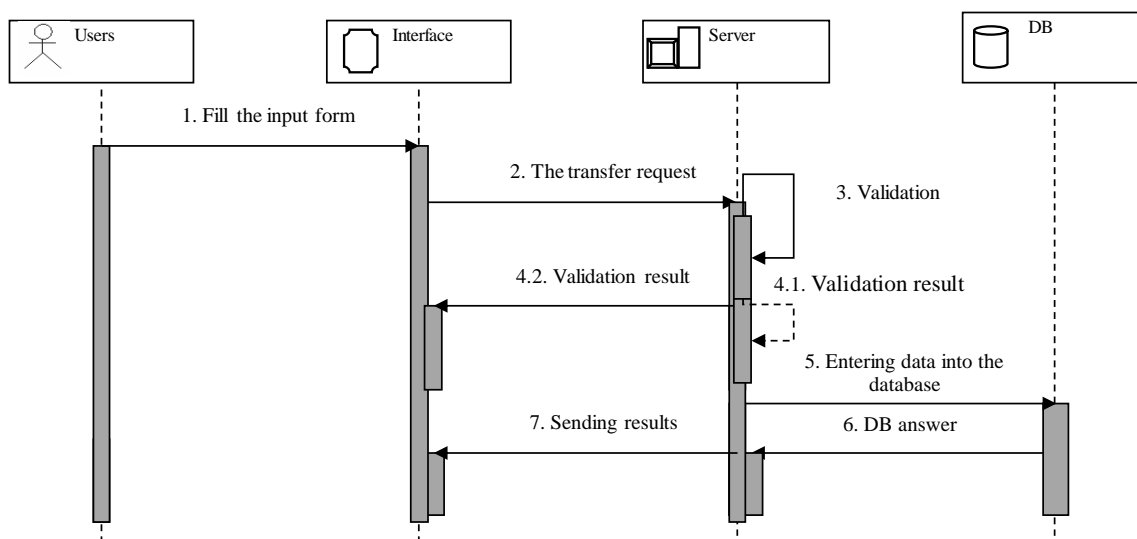 Users
Interface
Server
DB
1. Fill the input form
2. The transfer request
3. Validation
4.2. Validation result
4.1. Validation result
5. Entering data into the
database
7. Sending results
6. DB answer